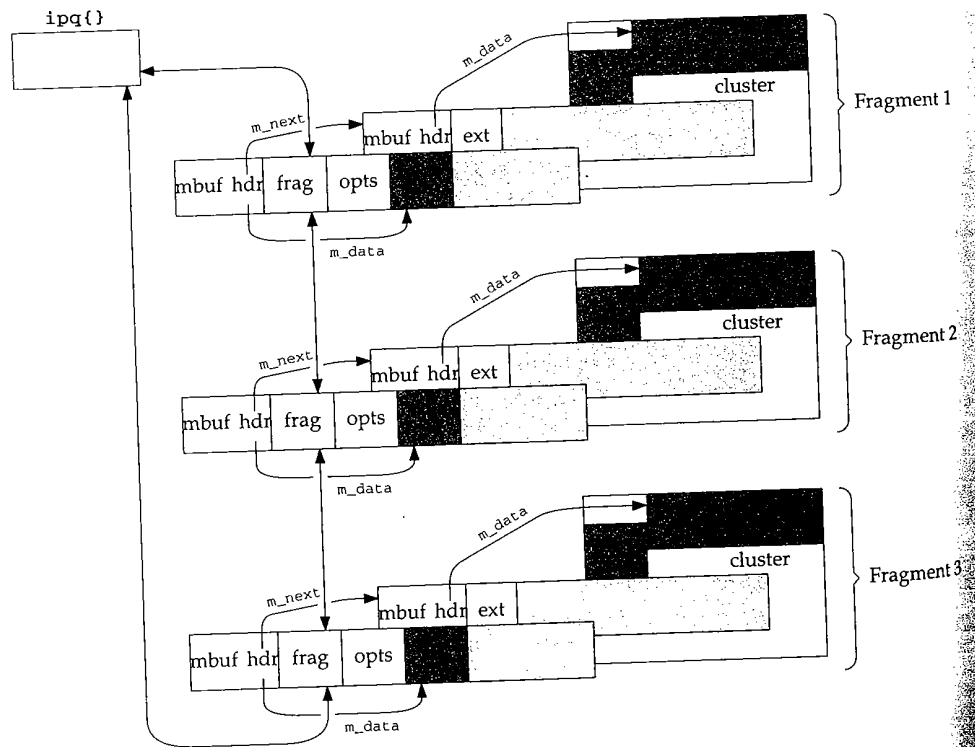 ipq{}
m_data
cluster
Fragment 1
m_next
mbuf hdr ext
mbuf hdr frag opts
m_data
m_data
cluster
Fragment 2
m_next
mbuf hdr ext
mbuf hdr frag opts
m_data
m_data
cluster
Fragment 3
m_next
mbuf hdr ext
mbuf hdr frag opts
m_data